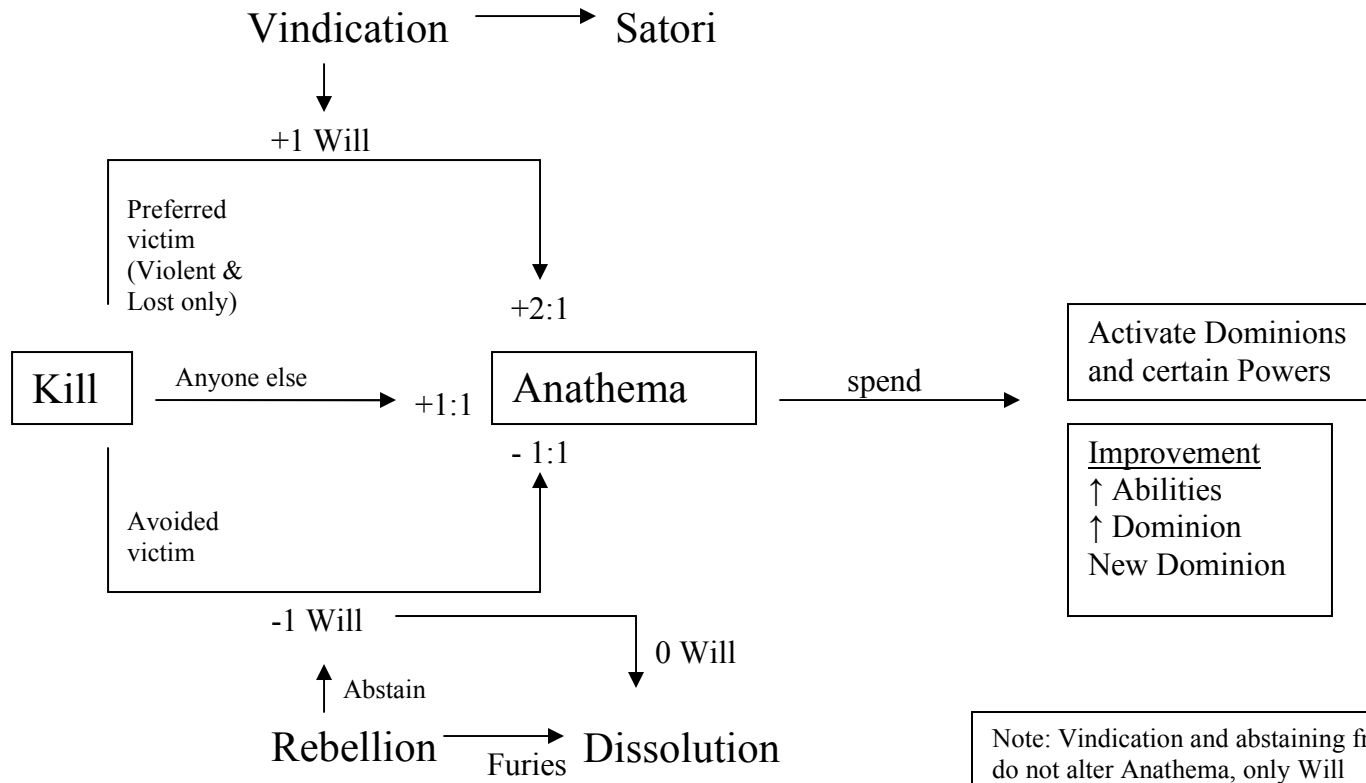 Vindication
Satori
+1 Will
Preferred
victim
(Violent &
Lost only)
+2:1
Kill
Anyone else
+1:1
Anathema
spend
Activate Dominions
and certain Powers
- 1:1
Improvement
↑ Abilities
↑ Dominion
New Dominion
Avoided
victim
-1 Will
0 Will
Abstain
Rebellion
Furies
Dissolution
Note: Vindication and abstaining
do not alter Anathema, only Will